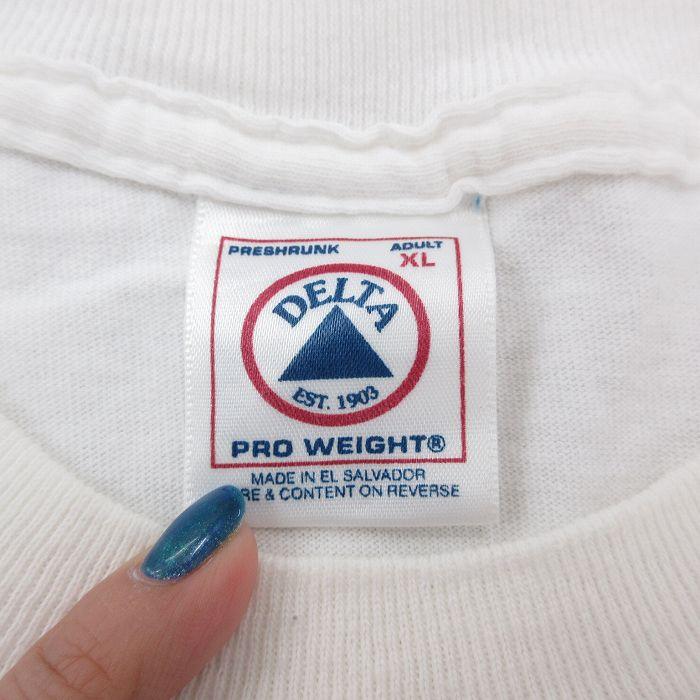 PRESHRUNK
ADULT
XL
DELTA
EST. 1903
PRO WEIGHT®
MADE IN EL SALVADOR
& CONTENT ON REVERSE